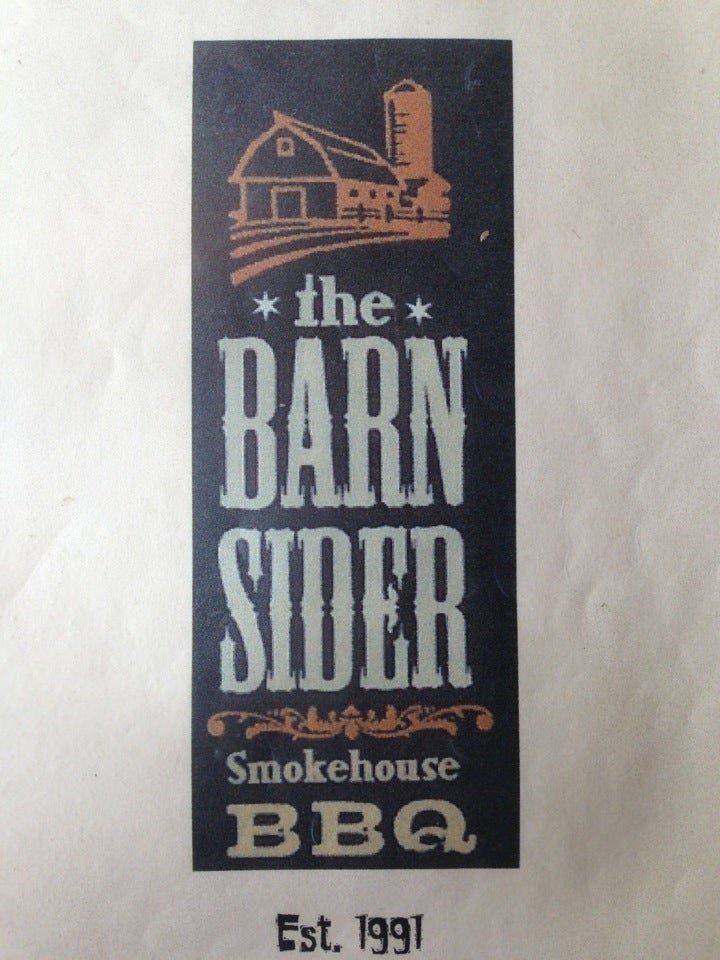 the
BARN
SIDER
Smokehouse
BBQ
Est. 1991